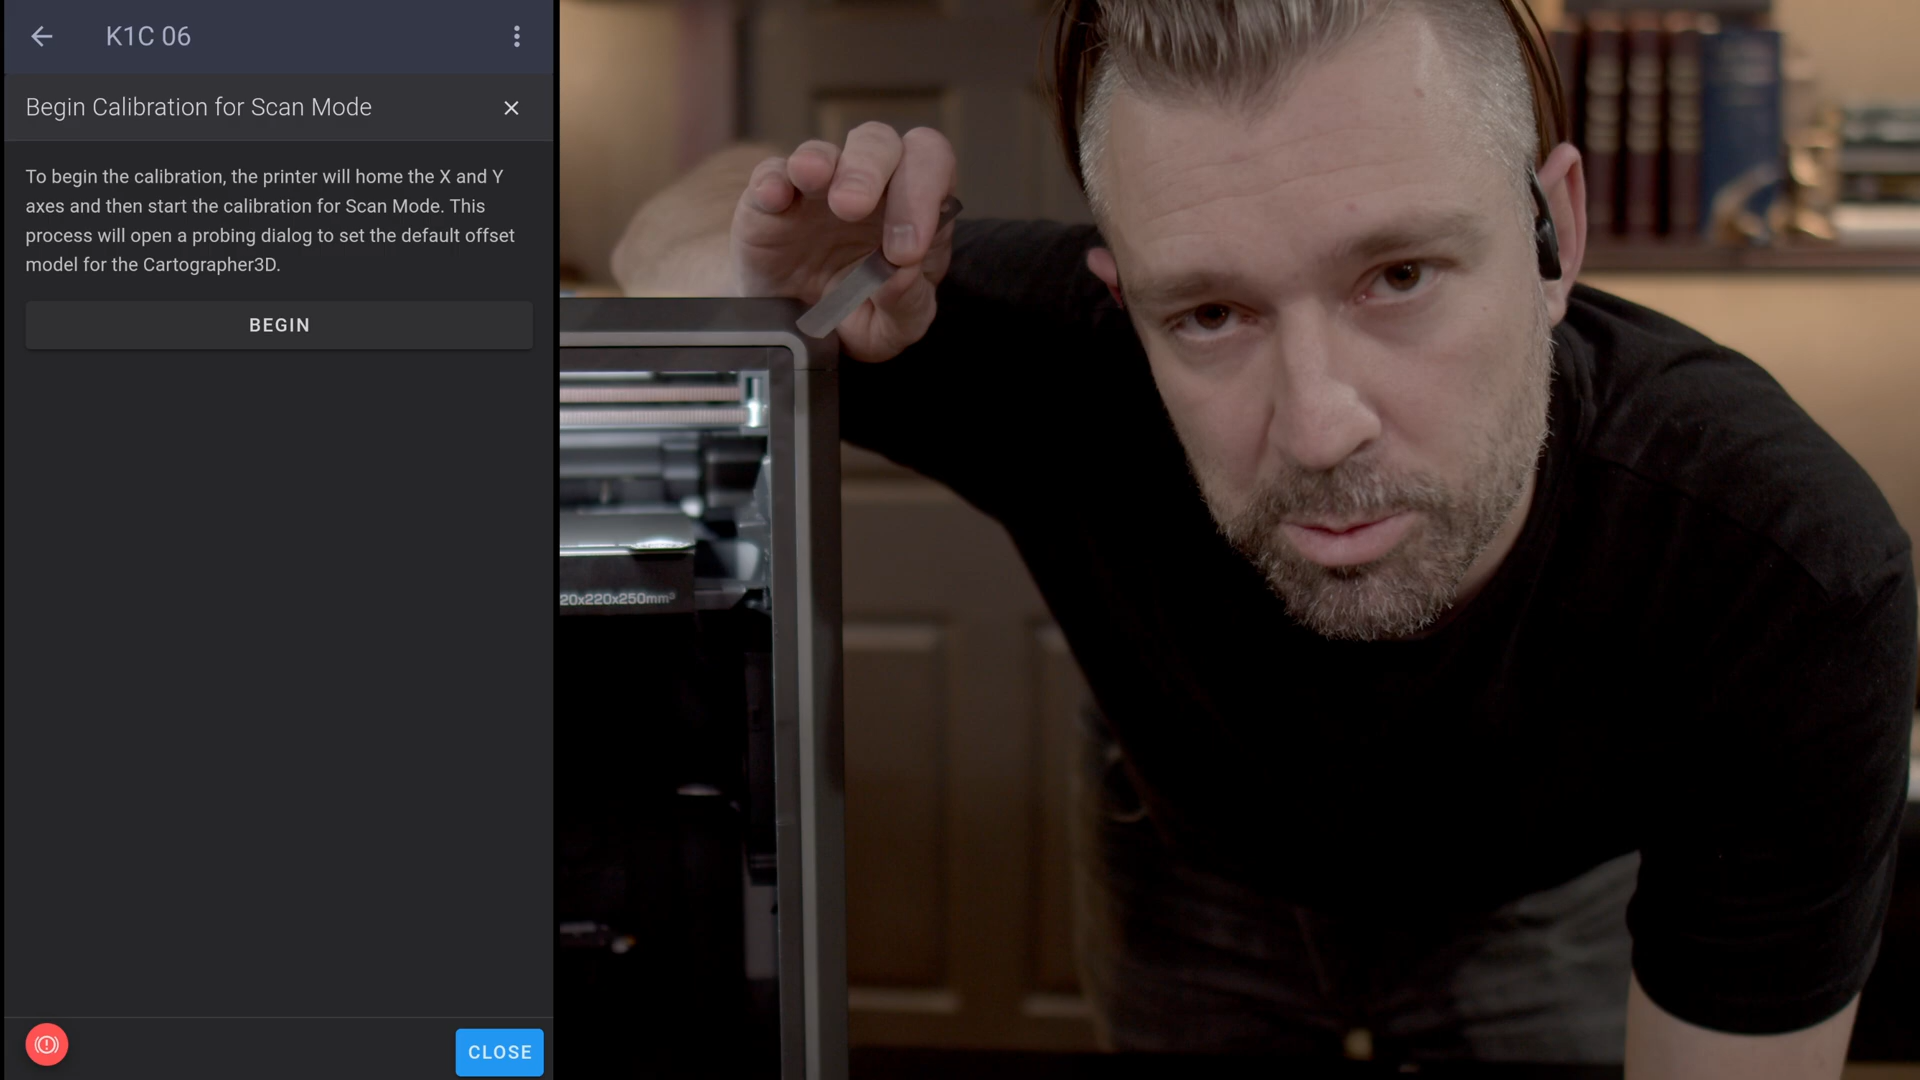 K1C 06
Begin Calibration for Scan Mode
To begin the calibration, the printer will home the X and Y
axes and then start the calibration for Scan Mode. This
process will open a probing dialog to set the default offset
model for the Cartographer3D.
BEGIN
20x220x250mm³
CLOSE